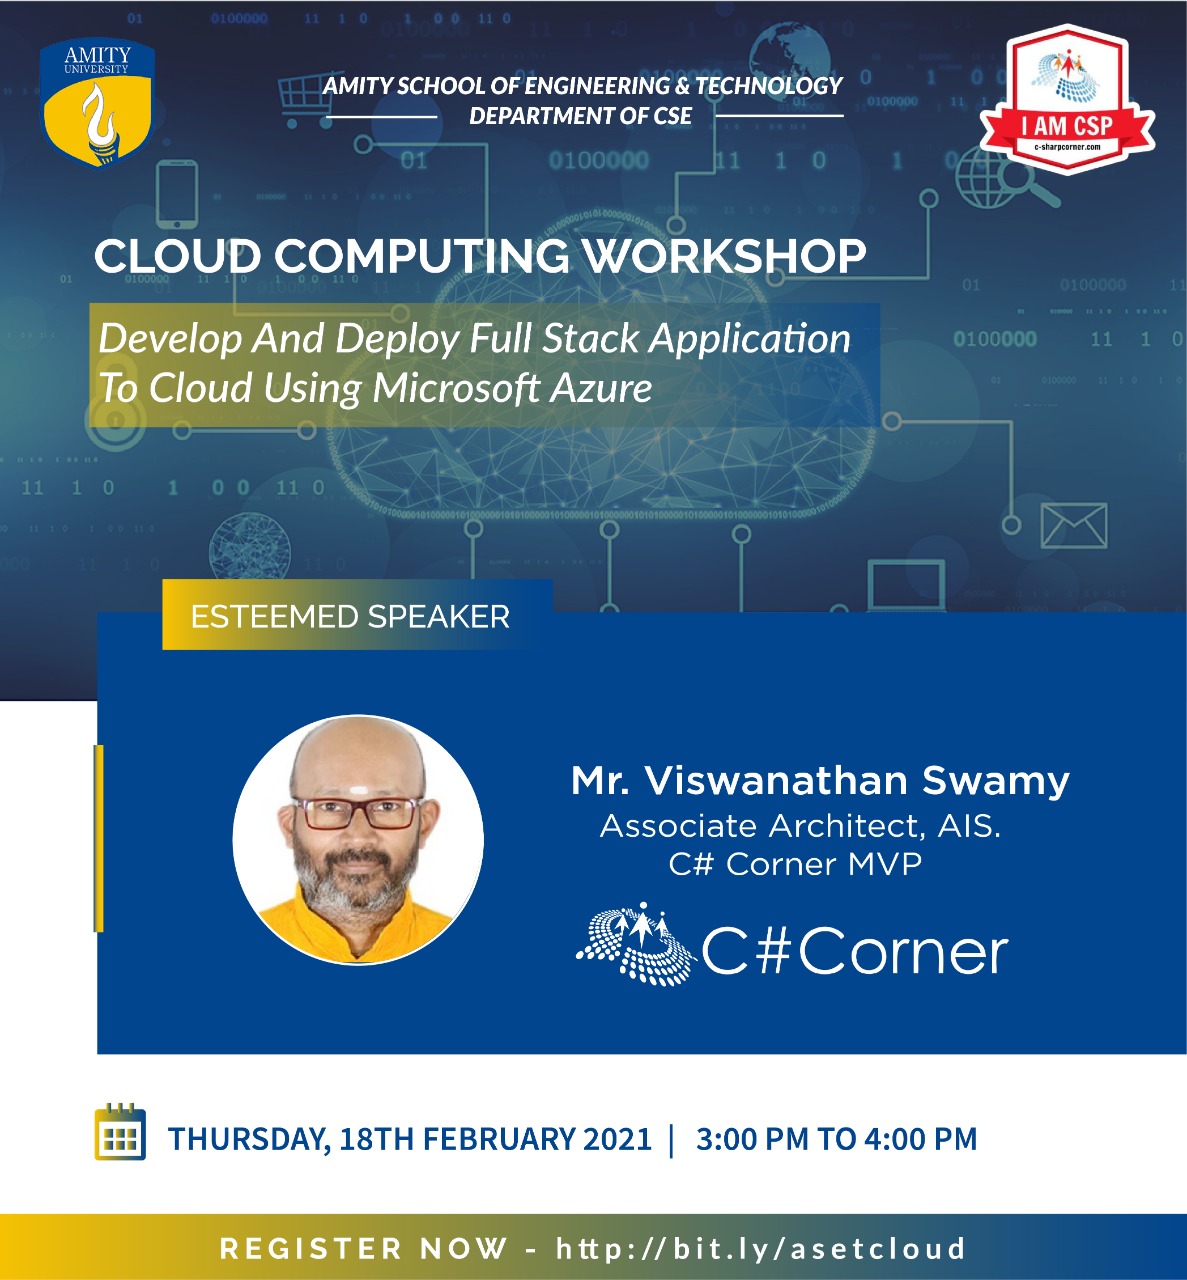 AMITY
UNIVERSITY
AMITY SCHOOL OF ENGINEERING & TECHNOLOGY
DEPARTMENT OF CSE
I AM CSP
c-sharpcorner.com
CLOUD COMPUTING WORKSHOP
Develop And Deploy Full Stack Application
To Cloud Using Microsoft Azure
ESTEEMED SPEAKER
Mr. Viswanathan Swamy
Associate Architect, AIS.
C# Corner MVP
C#Corner
THURSDAY, 18TH FEBRUARY 2021 | 3:00 PM TO 4:00 PM
REGISTER NOW - http://bit.ly/asetcloud